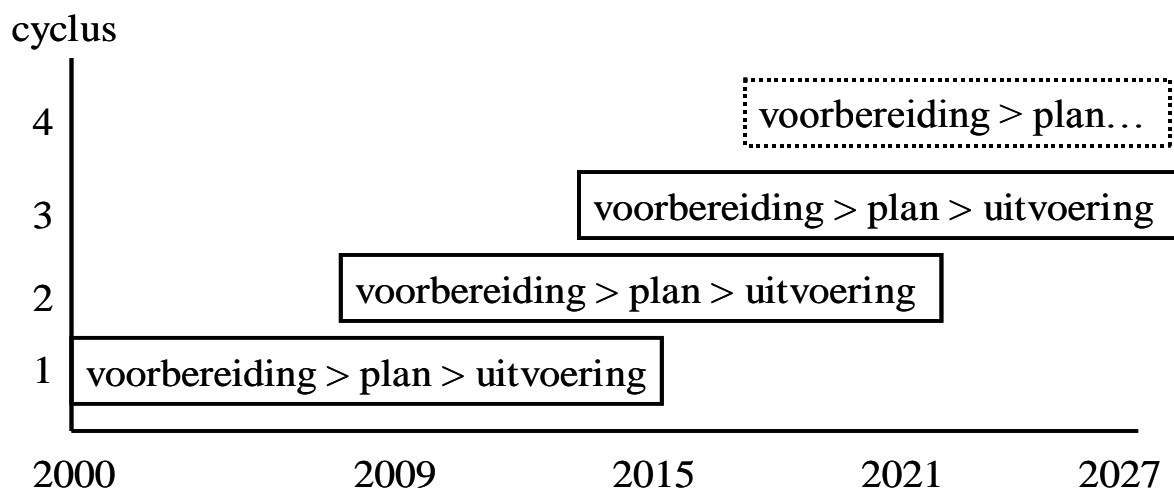 cyclus
4 voorbereiding > plan…
3 voorbereiding > plan > uitvoering
2 voorbereiding > plan > uitvoering
1 voorbereiding > plan > uitvoering
2000 2009 2015 2021 2027